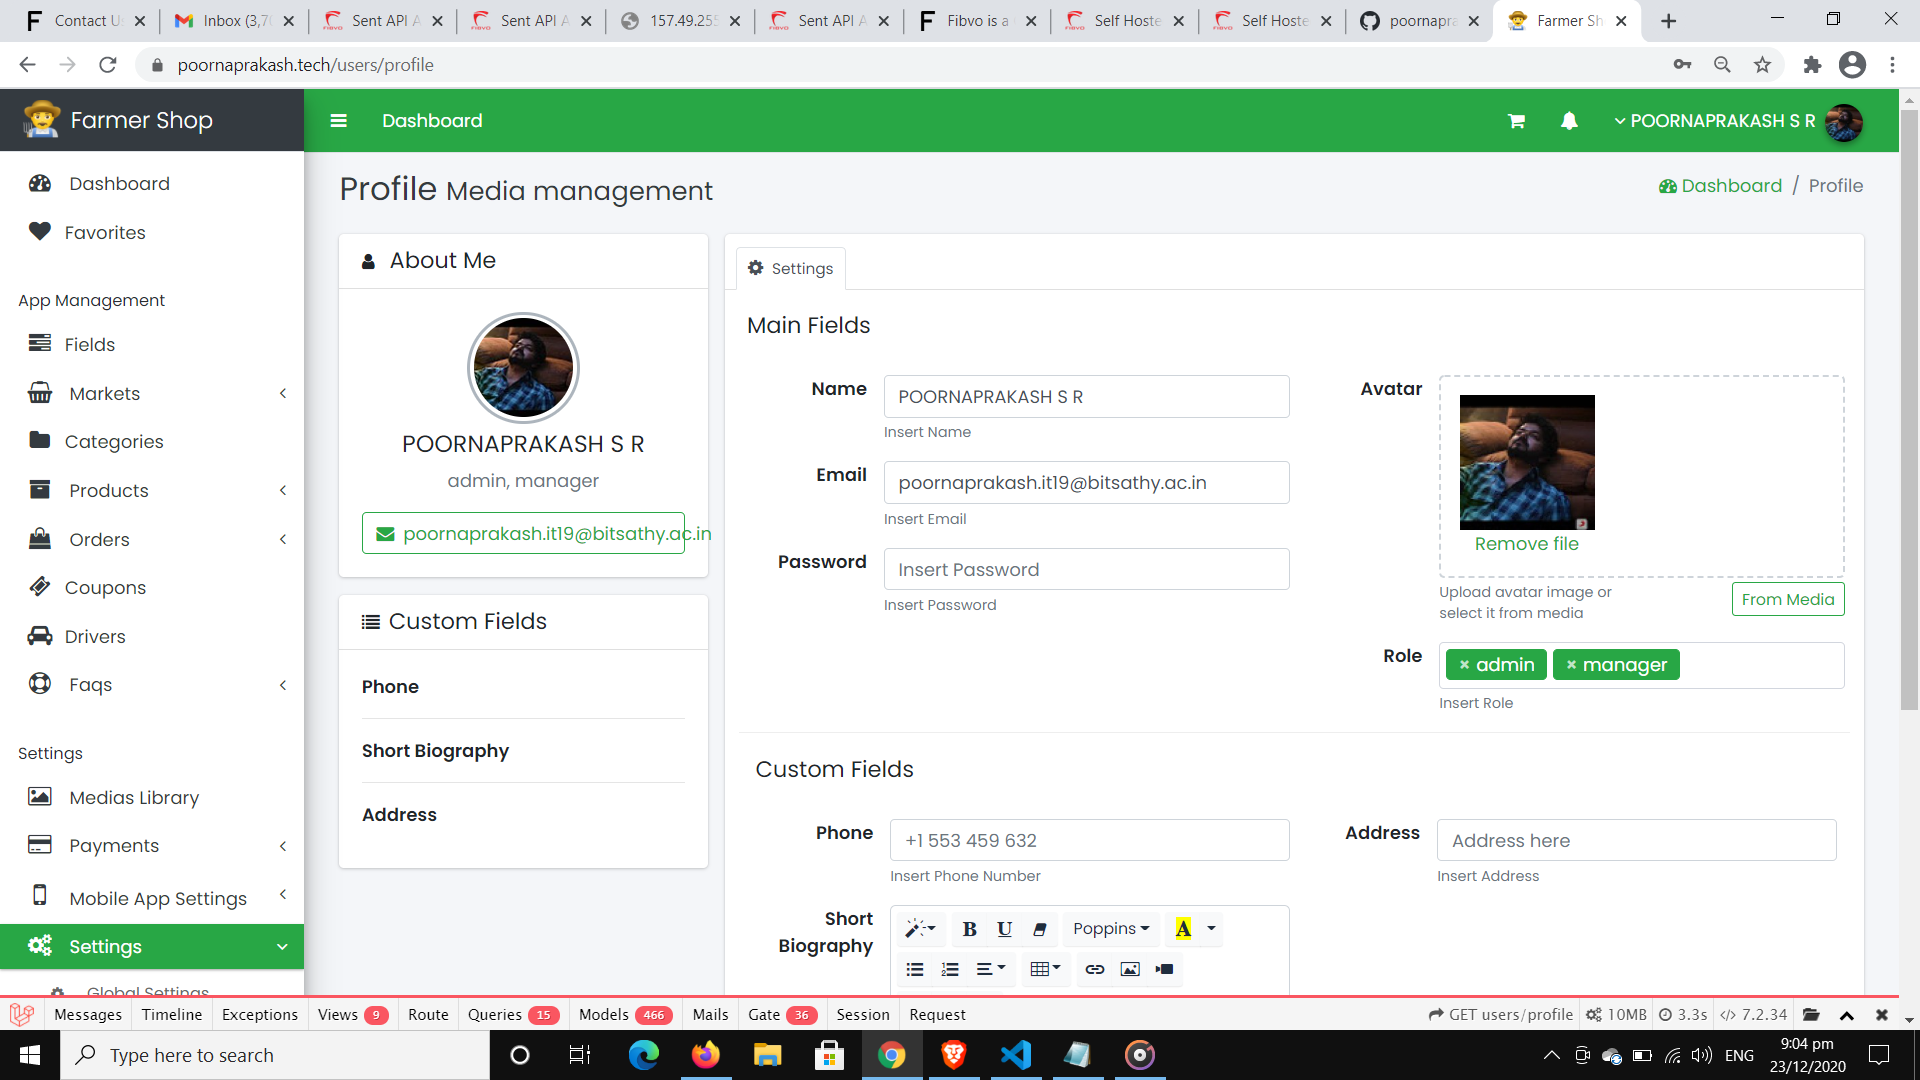 Contact U
Inbox (3,7
Sent API A
Sent API A
157.49.255
Sent API A
Fibvo is a
Self Hoste
Self Hoste
poornapra
Farmer Sh
poornaprakash.tech/users/profile
Farmer Shop
Dashboard
POORNAPRAKASH S R
Dashboard
Favorites
App Management
Fields
Markets
Categories
Products
Orders
Coupons
Drivers
Faqs
Settings
Medias Library
Payments
Mobile App Settings
Settings
Global Settings
Profile Media management
Dashboard / Profile
About Me
POORNAPRAKASH S R
admin, manager
poornaprakash.it19@bitsathy.ac.in
Custom Fields
Phone
Short Biography
Address
Settings
Main Fields
Name
POORNAPRAKASH S R
Insert Name
Email
poornaprakash.it19@bitsathy.ac.in
Insert Email
Password
Insert Password
Insert Password
Avatar
Remove file
Upload avatar image or
select it from media
From Media
Role
× admin × manager
Insert Role
Custom Fields
Phone
+1 553 459 632
Insert Phone Number
Address
Address here
Insert Address
Short
Biography
B U Poppins A
Messages Timeline Exceptions Views 9 Route Queries 15 Models 466 Mails Gate 36 Session Request GET users/profile 10MB 3.3s 7.2.34
Type here to search
ENG
9:04 pm
23/12/2020